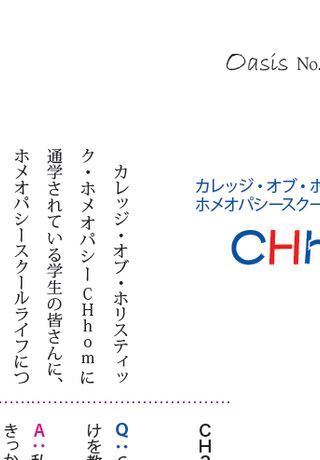 Oasis No.
カレッジ・オブ・ホ
ホメオパシースクー
CHh
カレッジ・オブ・ホリスティッ
ク・ホメオパシーCHhomに
通学されている学生の皆さんに、
ホメオパシースクールライフにつ
CH
Q：
けを教
A：私
きっか